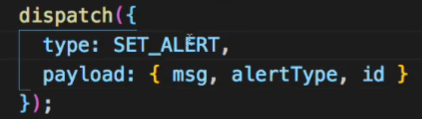 dispatch({
type: SET_ALERT,
payload: { msg, alertType, id }
});